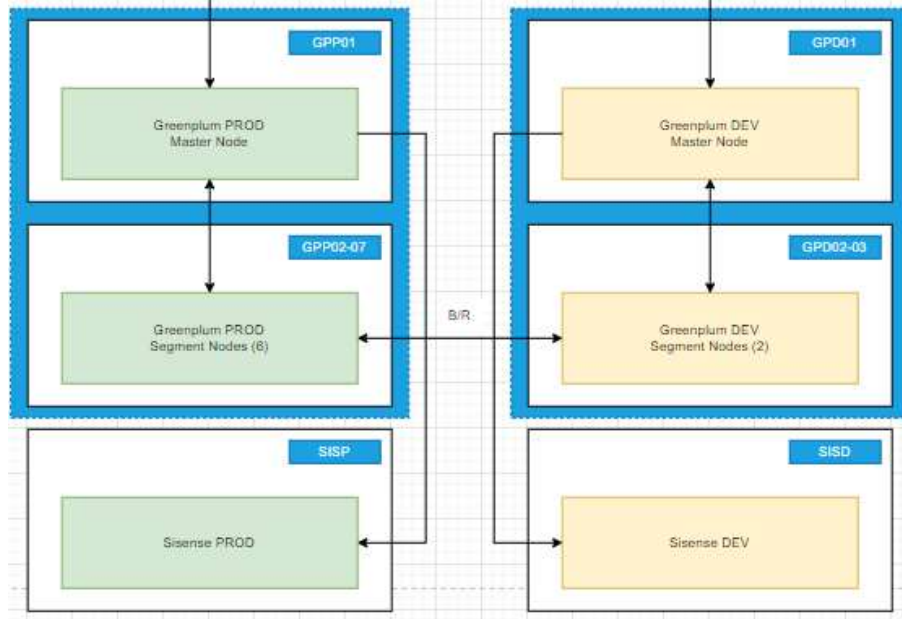 GPP01
GPD01
Greenplum PROD
Master Node
Greenplum DEV
Master Node
GPP02-07
GPD02-03
B/R
Greenplum PROD
Segment Nodes (6)
Greenplum DEV
Segment Nodes (2)
SISP
SISD
Sisense PROD
Sisense DEV